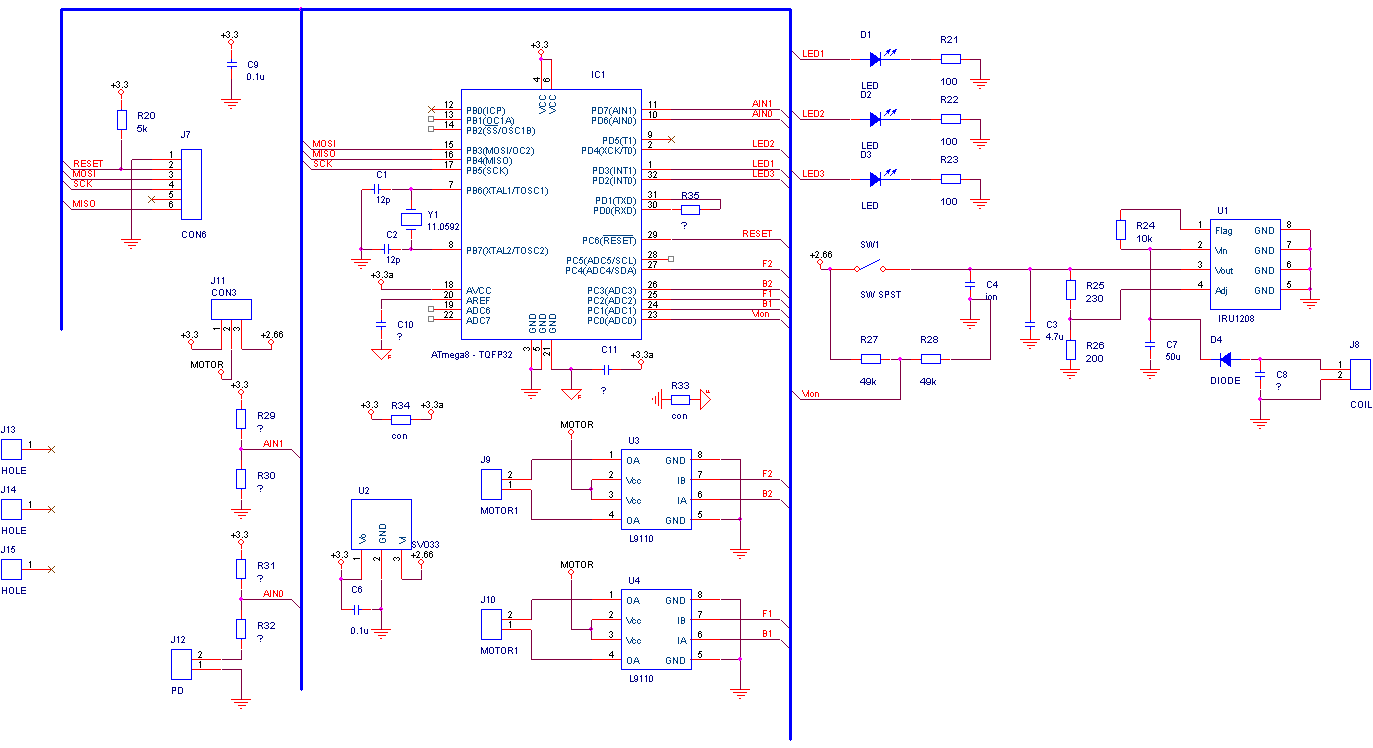 +3.3
C9
0.1u
+3.3
R20
5k
J7
RESET
MOSI
SCK
MISO
1
2
3
4
5
6
CON6
J11
CON3
1
2
3
+3.3
+2.66
MOTOR
+3.3
R29
?
AIN1
R30
?
J13
1
HOLE
J14
1
HOLE
J15
1
HOLE
+3.3
R31
?
AIN0
R32
?
J12
2
1
PD
MOSI
MISO
SCK
+3.3
IC1
4
6
VCC
VCC
12
PB0(ICP)
13
PB1(OC1A)
14
PB2(SS/OSC1B)
15
PB3(MOSI/OC2)
16
PB4(MISO)
17
PB5(SCK)
7
PB6(XTAL1/TOSC1)
8
PB7(XTAL2/TOSC2)
18
AVCC
20
AREF
19
ADC6
22
ADC7
PD7(AIN1)
11
AIN1
PD6(AIN0)
10
AIN0
PD5(T1)
9
PD4(XCK/T0)
2
LED2
PD3(INT1)
1
LED1
PD2(INT0)
32
LED3
PD1(TXD)
31
PD0(RXD)
30
R35
?
PC6(RESET)
29
RESET
PC5(ADC5/SCL)
28
PC4(ADC4/SDA)
27
F2
PC3(ADC3)
26
B2
PC2(ADC2)
25
F1
PC1(ADC1)
24
B1
PC0(ADC0)
23
VIon
GND
GND
GND
3
5
21
ATmega8 - TQFP32
C1
12p
Y1
11.0592
C2
12p
+3.3a
C10
?
C11
?
+3.3a
R33
con
+3.3
R34
+3.3a
con
U2
Vo
GND
Vi
SVO33
1
2
3
+3.3
+2.66
C6
0.1u
MOTOR
J9
2
1
MOTOR1
U3
1
OA
2
Vcc
3
Vcc
4
OA
GND
8
IB
7
F2
IA
6
B2
GND
5
L9110
MOTOR
J10
2
1
MOTOR1
U4
1
OA
2
Vcc
3
Vcc
4
OA
GND
8
IB
7
F1
IA
6
B1
GND
5
L9110
LED1
D1
LED
R21
100
LED2
D2
LED
R22
100
LED3
D3
LED
R23
100
+2.66
SW1
SW SPST
C4
ion
R27
49k
R28
49k
VIon
C3
4.7u
R24
10k
R25
230
R26
200
U1
1
Flag
2
Vin
3
Vout
4
Adj
GND
8
GND
7
GND
6
GND
5
IRU1208
C7
50u
D4
DIODE
C8
?
J8
1
2
COIL